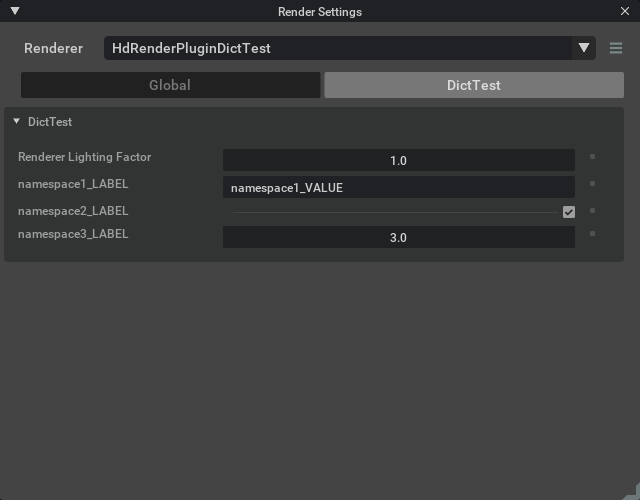 Render Settings
Renderer HdRenderPluginDictTest
Global DictTest
DictTest
Renderer Lighting Factor 1.0
namespace1_LABEL namespace1_VALUE
namespace2_LABEL
namespace3_LABEL 3.0